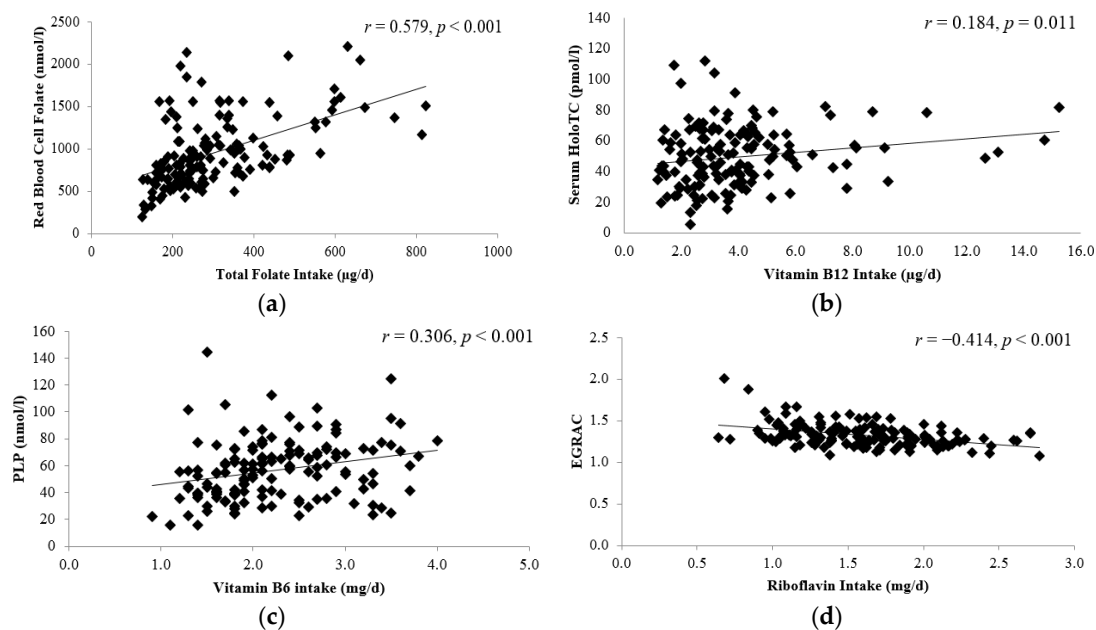 (a)
r = 0.579, p < 0.001
Red Blood Cell Folate (nmol/l)
2500
2000
1500
1000
500
0
0 200 400 600 800 1000
Total Folate Intake (µg/d)
(b)
r = 0.184, p = 0.011
Serum HoloTC (pmol/l)
140
120
100
80
60
40
20
0
0.0 2.0 4.0 6.0 8.0 10.0 12.0 14.0 16.0
Vitamin B12 Intake (µg/d)
(c)
r = 0.306, p < 0.001
PLP (nmol/l)
160
140
120
100
80
60
40
20
0
0.0 1.0 2.0 3.0 4.0 5.0
Vitamin B6 intake (mg/d)
(d)
r = −0.414, p < 0.001
EGRAC
2.5
2.0
1.5
1.0
0.5
0.0
0.0 0.5 1.0 1.5 2.0 2.5 3.0
Riboflavin Intake (mg/d)